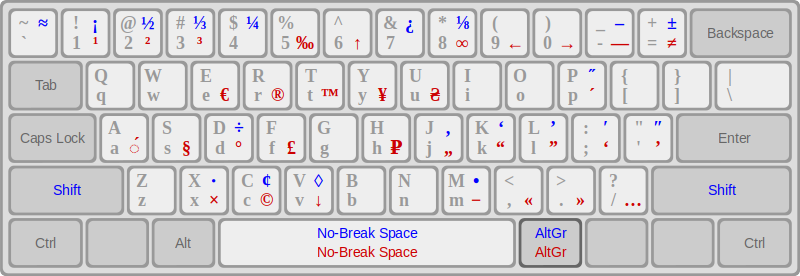 ~ ≈ ! ¡ @ ½ # ⅓ $ ¼ % ^ & ¿ * ⅛ ( ) _ – + ± Backspace
` 1 ¹ 2 ² 3 ³ 4 5 ‰ 6 ↑ 7 8 ∞ 9 ← 0 → - — = ≠
Tab Q W E R T Y U I O P ˝ { } |
q w e € r ® t ™ y ¥ u ₴ i o p ´ [ ] \
Caps Lock A S D ÷ F G H J ‚ K ‘ L ’ : ′ " ″ Enter
a ◌́ s § d ° f £ g h ₽ j „ k “ l ” ; ‘ ' ’
Shift Z X · C ¢ V ◊ B N M • < > ? Shift
z x × c © v ↓ b n m − , « . » / …
Ctrl Alt No-Break Space AltGr Ctrl
No-Break Space AltGr